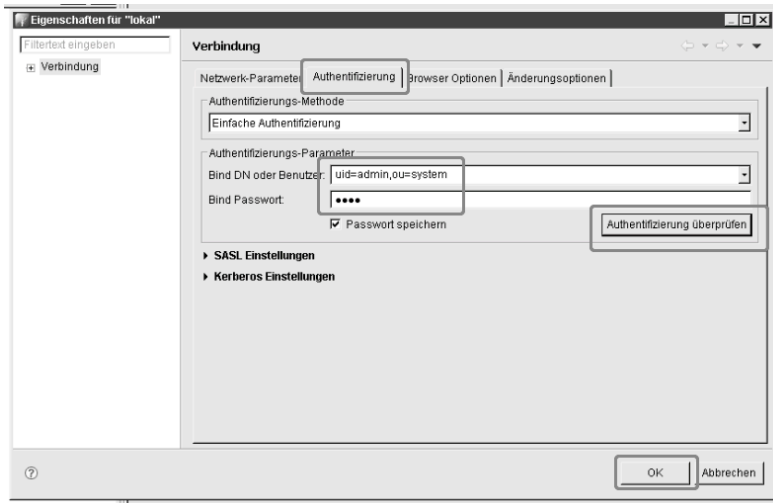 Eigenschaften für "lokal"
Filtertext eingeben
Verbindung
Verbindung
Netzwerk-Parameter Authentifizierung Browser Optionen Änderungsoptionen
Authentifizierungs-Methode
Einfache Authentifizierung
Authentifizierungs-Parameter
Bind DN oder Benutzer: uid=admin,ou=system
Bind Passwort: ●●●●
Passwort speichern Authentifizierung überprüfen
SASL Einstellungen
Kerberos Einstellungen
OK Abbrechen